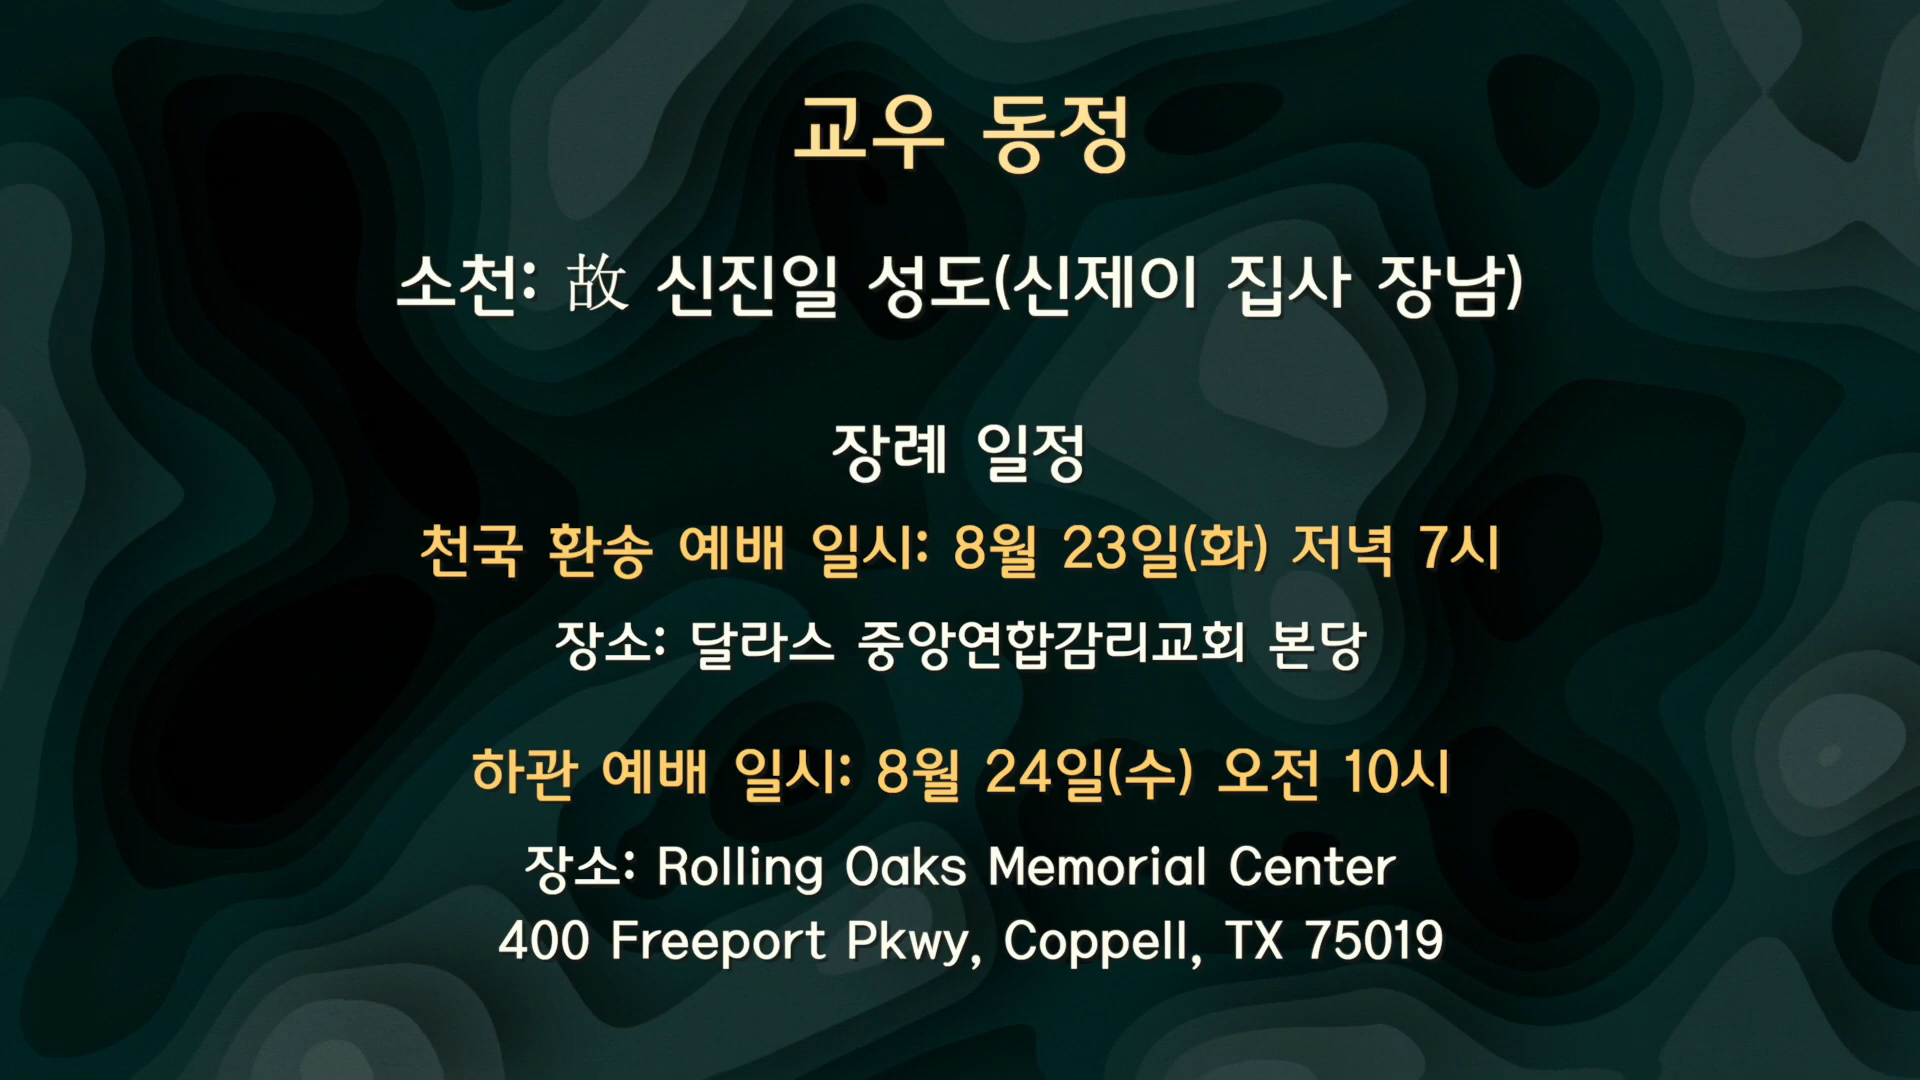 교우 동정
소천: 故 신진일 성도(신제이 집사 장남)
장례 일정
천국 환송 예배 일시: 8월 23일(화) 저녁 7시
장소: 달라스 중앙연합감리교회 본당
하관 예배 일시: 8월 24일(수) 오전 10시
장소: Rolling Oaks Memorial Center
400 Freeport Pkwy, Coppell, TX 75019